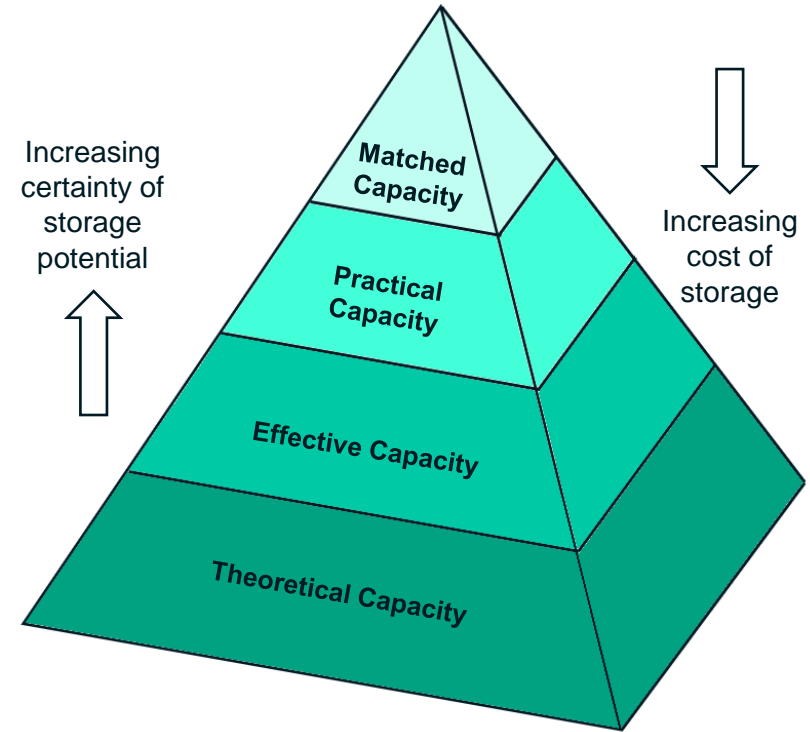 Increasing
certainty of
storage
potential
Matched
Capacity
Practical
Capacity
Effective Capacity
Theoretical Capacity
Increasing
cost of
storage